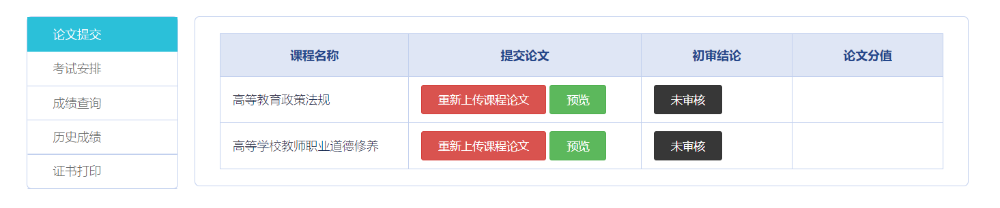 论文提交
考试安排
成绩查询
历史成绩
证书打印
课程名称 提交论文 初审结论 论文分值
高等教育政策法规 重新上传课程论文 预览 未审核
高等学校教师职业道德修养 重新上传课程论文 预览 未审核